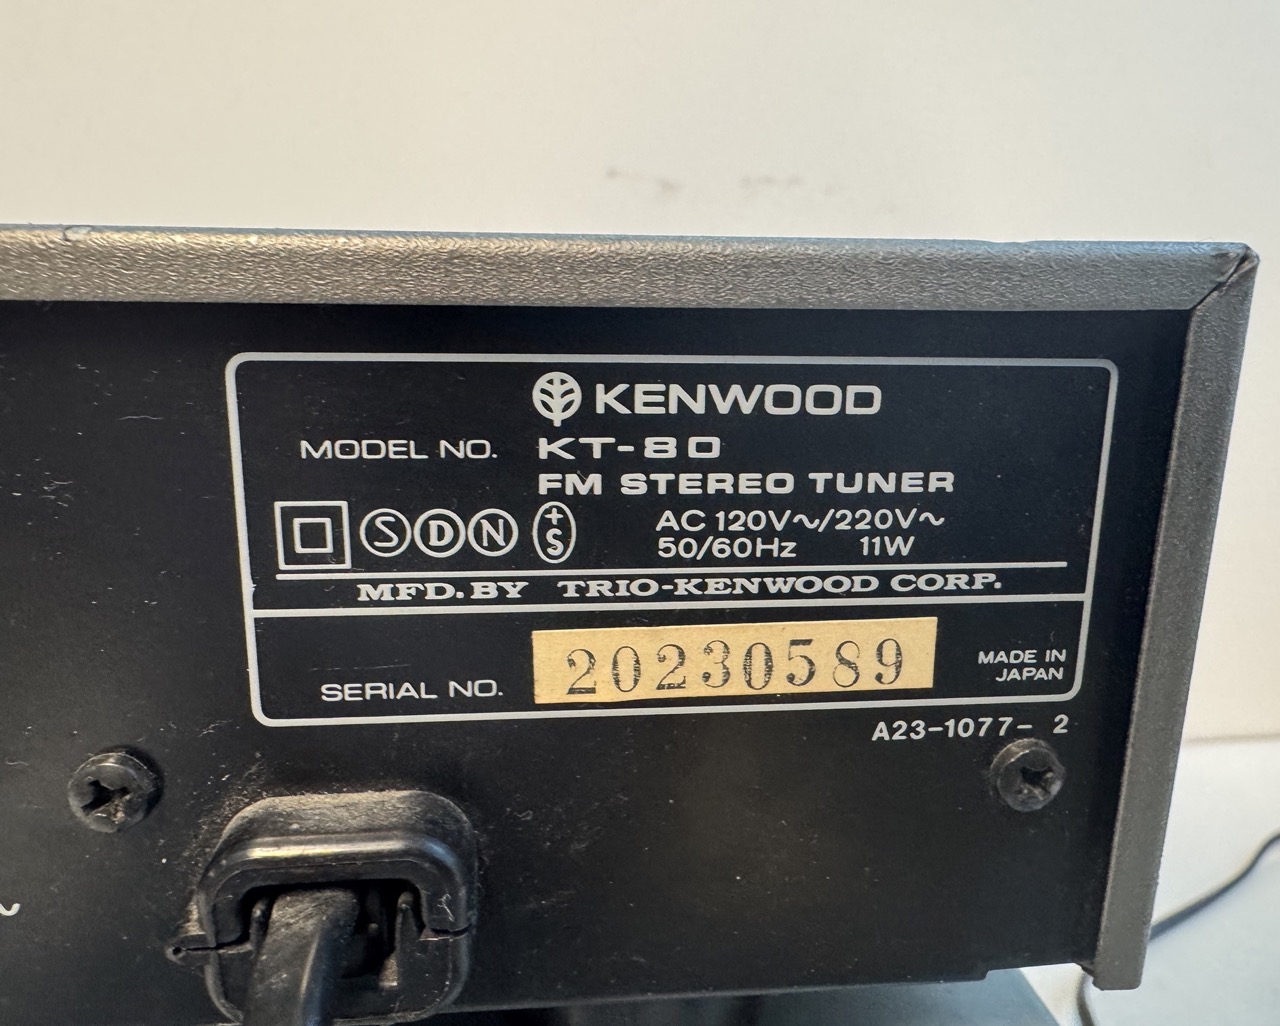 KENWOOD
MODEL NO. KT-80
FM STEREO TUNER
S D N +S AC 120V~/220V~
50/60Hz 11W
MFD. BY TRIO-KENWOOD CORP.
SERIAL NO. 20230589 MADE IN JAPAN
A23-1077- 2
~